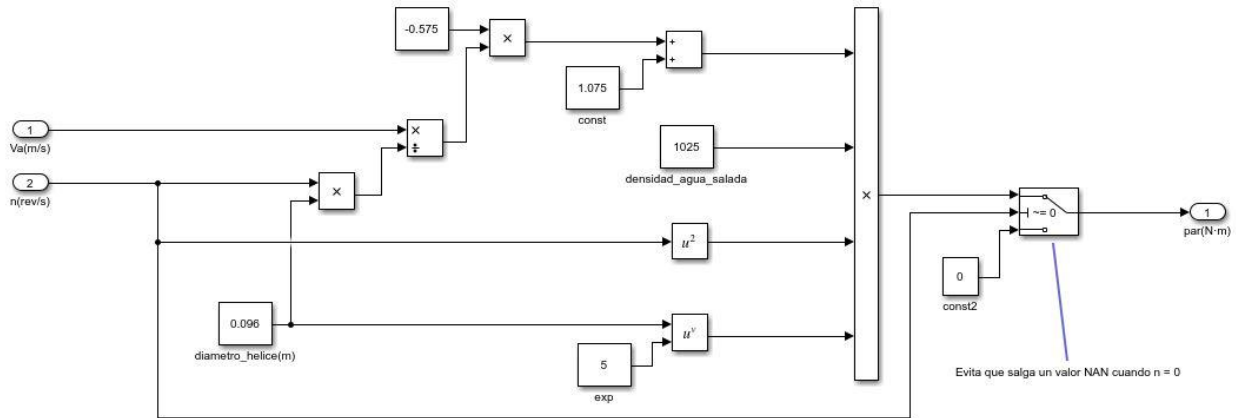 -0.575
×
+
+
1.075
const
1
Va(m/s)
×
÷
1025
densidad_agua_salada
2
n(rev/s)
×
×
~= 0
1
par(N·m)
u²
0
const2
0.096
diametro_helice(m)
uᵛ
5
exp
Evita que salga un valor NAN cuando n = 0